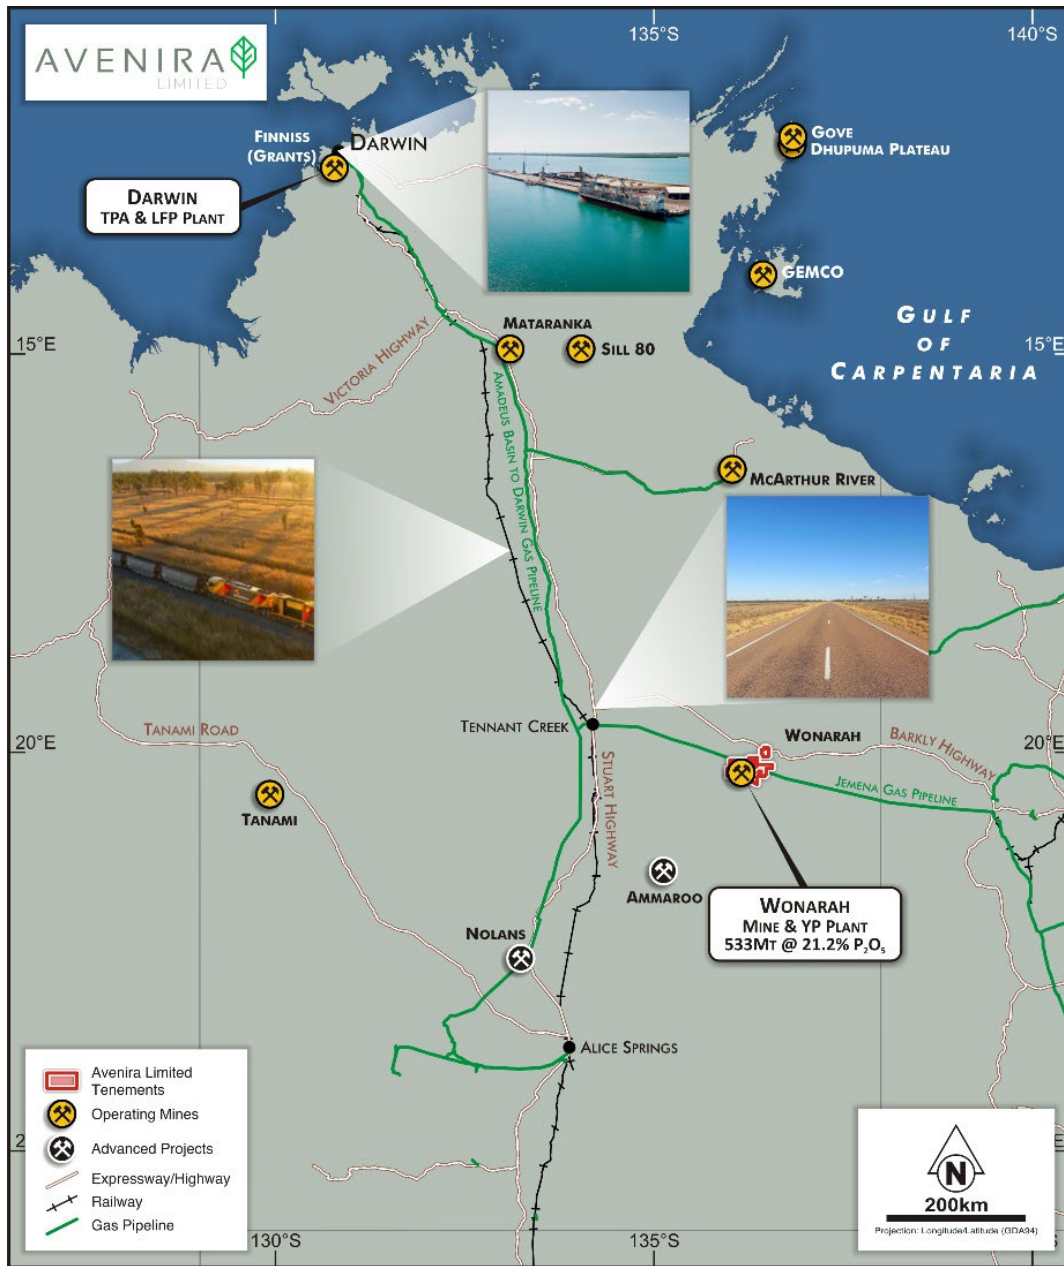 AVENIRA
LIMITED
135°S
140°S
FINNISS
(GRANTS)
DARWIN
GOVE
DHUPUMA PLATEAU
DARWIN
TPA & LFP PLANT
GEMCO
GULF
OF
CARPENTARIA
MATARANKA
SILL 80
15°E
15°E
VICTORIA HIGHWAY
AMADEUS BASIN TO DARWIN GAS PIPELINE
MCARTHUR RIVER
TENNANT CREEK
TANAMI ROAD
WONARAH
BARKLY HIGHWAY
20°E
20°E
JEMENA GAS PIPELINE
STUART HIGHWAY
TANAMI
AMMAROO
WONARAH
MINE & YP PLANT
533MT @ 21.2% P₂O₅
NOLANS
ALICE SPRINGS
Avenira Limited
Tenements
Operating Mines
Advanced Projects
Expressway/Highway
Railway
Gas Pipeline
N
200km
Projection: Longitude/Latitude (GDA94)
130°S
135°S